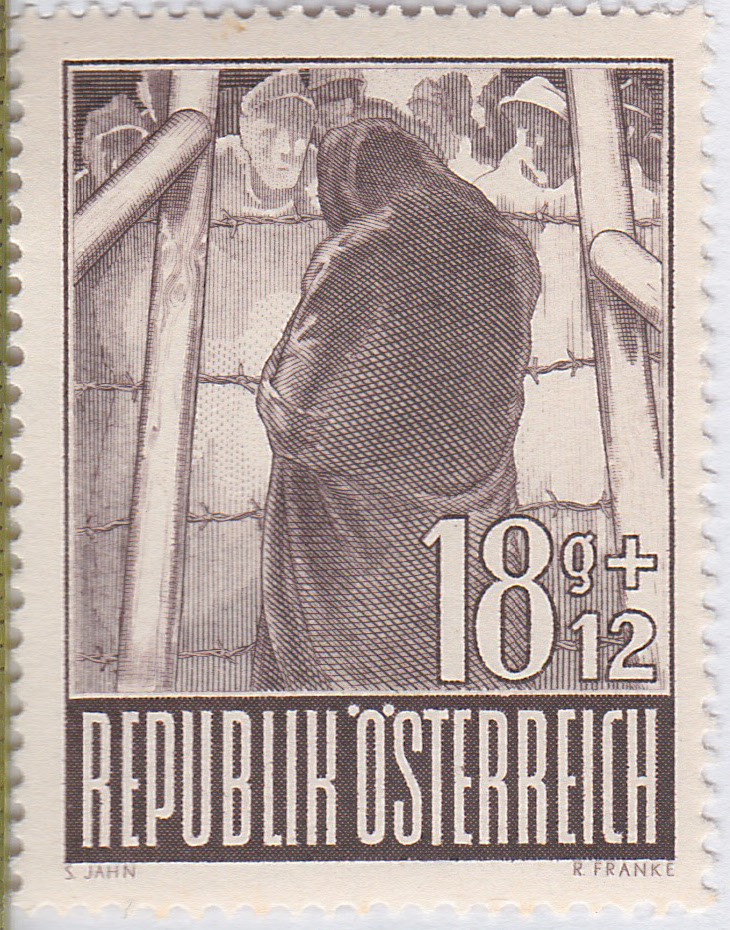 18g+
12
REPUBLIK ÖSTERREICH
S. JAHN R. FRANKE